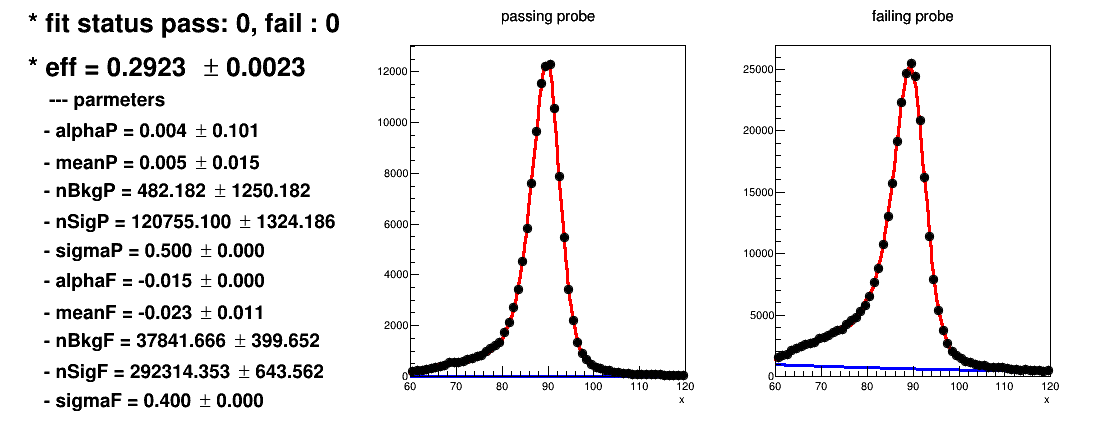 * fit status pass: 0, fail : 0
* eff = 0.2923 ± 0.0023
--- parmeters
- alphaP = 0.004 ± 0.101
- meanP = 0.005 ± 0.015
- nBkgP = 482.182 ± 1250.182
- nSigP = 120755.100 ± 1324.186
- sigmaP = 0.500 ± 0.000
- alphaF = -0.015 ± 0.000
- meanF = -0.023 ± 0.011
- nBkgF = 37841.666 ± 399.652
- nSigF = 292314.353 ± 643.562
- sigmaF = 0.400 ± 0.000
passing probe
12000
10000
8000
6000
4000
2000
0
60 70 80 90 100 110 120
x
failing probe
25000
20000
15000
10000
5000
0
60 70 80 90 100 110 120
x